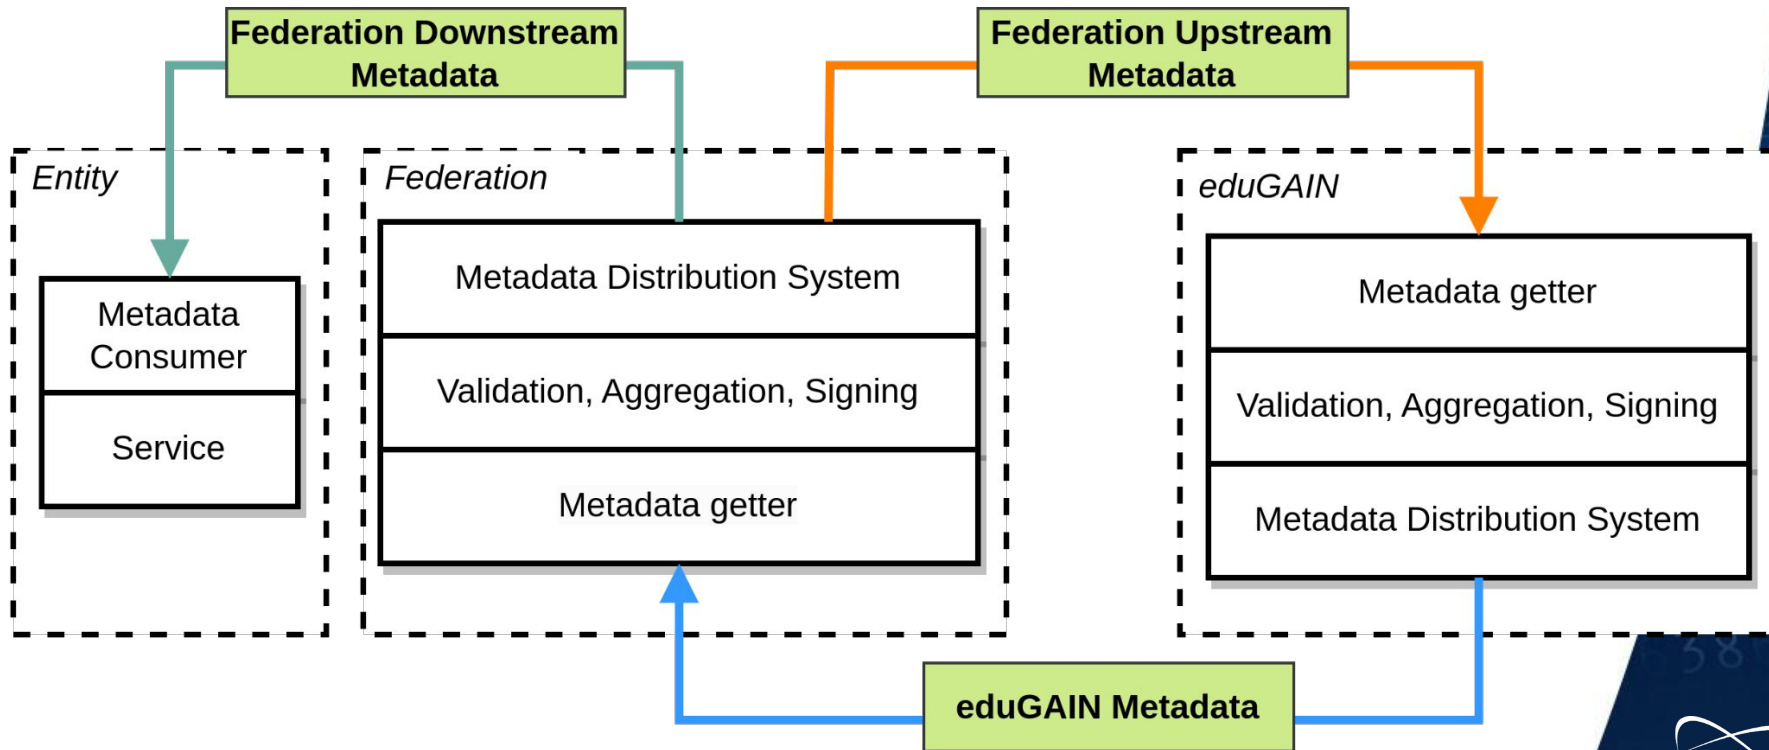 Federation Downstream
Metadata
Federation Upstream
Metadata
Entity
Metadata
Consumer
Service
Federation
Metadata Distribution System
Validation, Aggregation, Signing
Metadata getter
eduGAIN
Metadata getter
Validation, Aggregation, Signing
Metadata Distribution System
eduGAIN Metadata